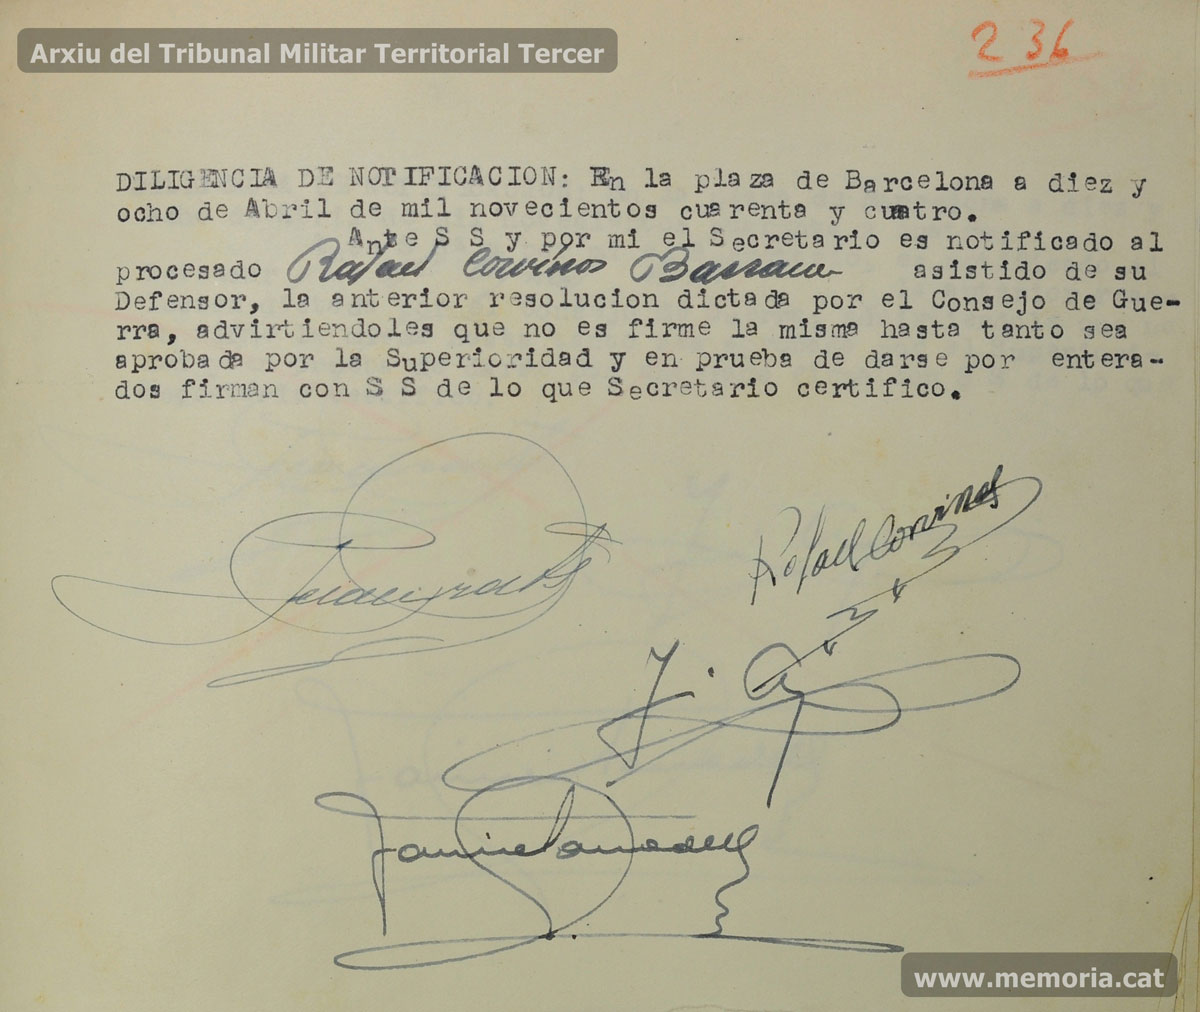 Arxiu del Tribunal Militar Territorial Tercer
236
DILIGENCIA DE NOTIFICACION: En la plaza de Barcelona a diez y
ocho de Abril de mil novecientos cuarenta y cuatro.
Ante S S y por mi el Secretario es notificado al
procesado Rafael Corvinos asistido de su
Defensor, la anterior resolucion dictada por el Consejo de Gue-
rra, advirtiendoles que no es firme la misma hasta tanto sea
aprobada por la Superioridad y en prueba de darse por entera-
dos firman con S S de lo que Secretario certifico.
Rafael Corvinos
www.memoria.cat